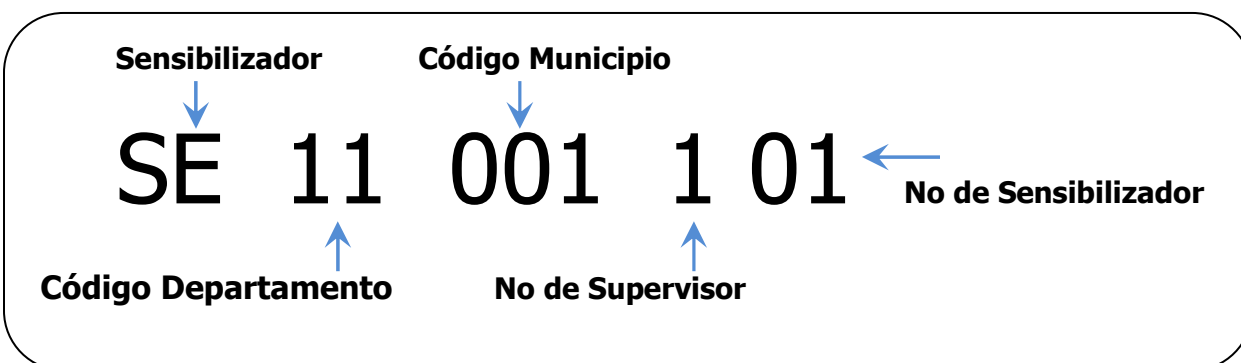 Sensibilizador Código Municipio
SE 11 001 1 01
No de Sensibilizador
Código Departamento No de Supervisor